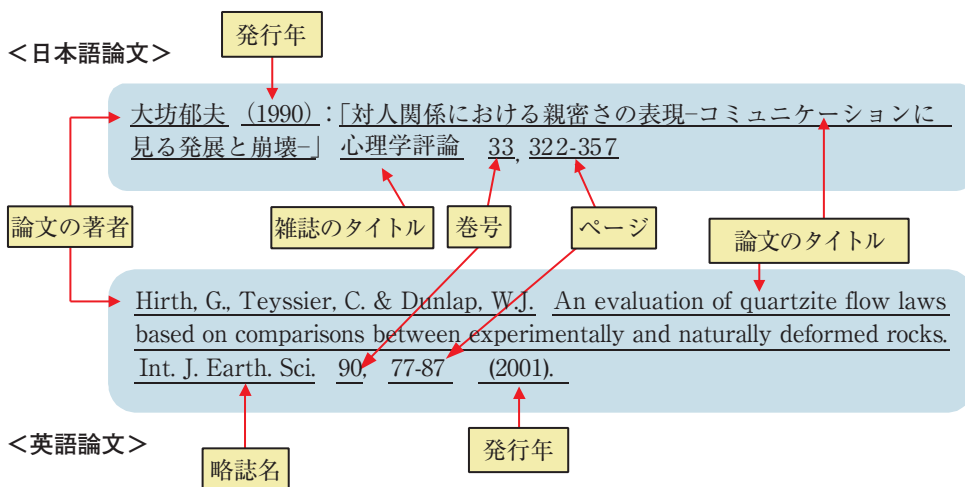 発行年
＜日本語論文＞
大坊郁夫 (1990)：「対人関係における親密さの表現−コミュニケーションに
見る発展と崩壊−」 心理学評論 33, 322-357
論文の著者
雑誌のタイトル
巻号
ページ
論文のタイトル
Hirth, G., Teyssier, C. & Dunlap, W.J. An evaluation of quartzite flow laws
based on comparisons between experimentally and naturally deformed rocks.
Int. J. Earth. Sci. 90, 77-87 (2001).
＜英語論文＞
略誌名
発行年